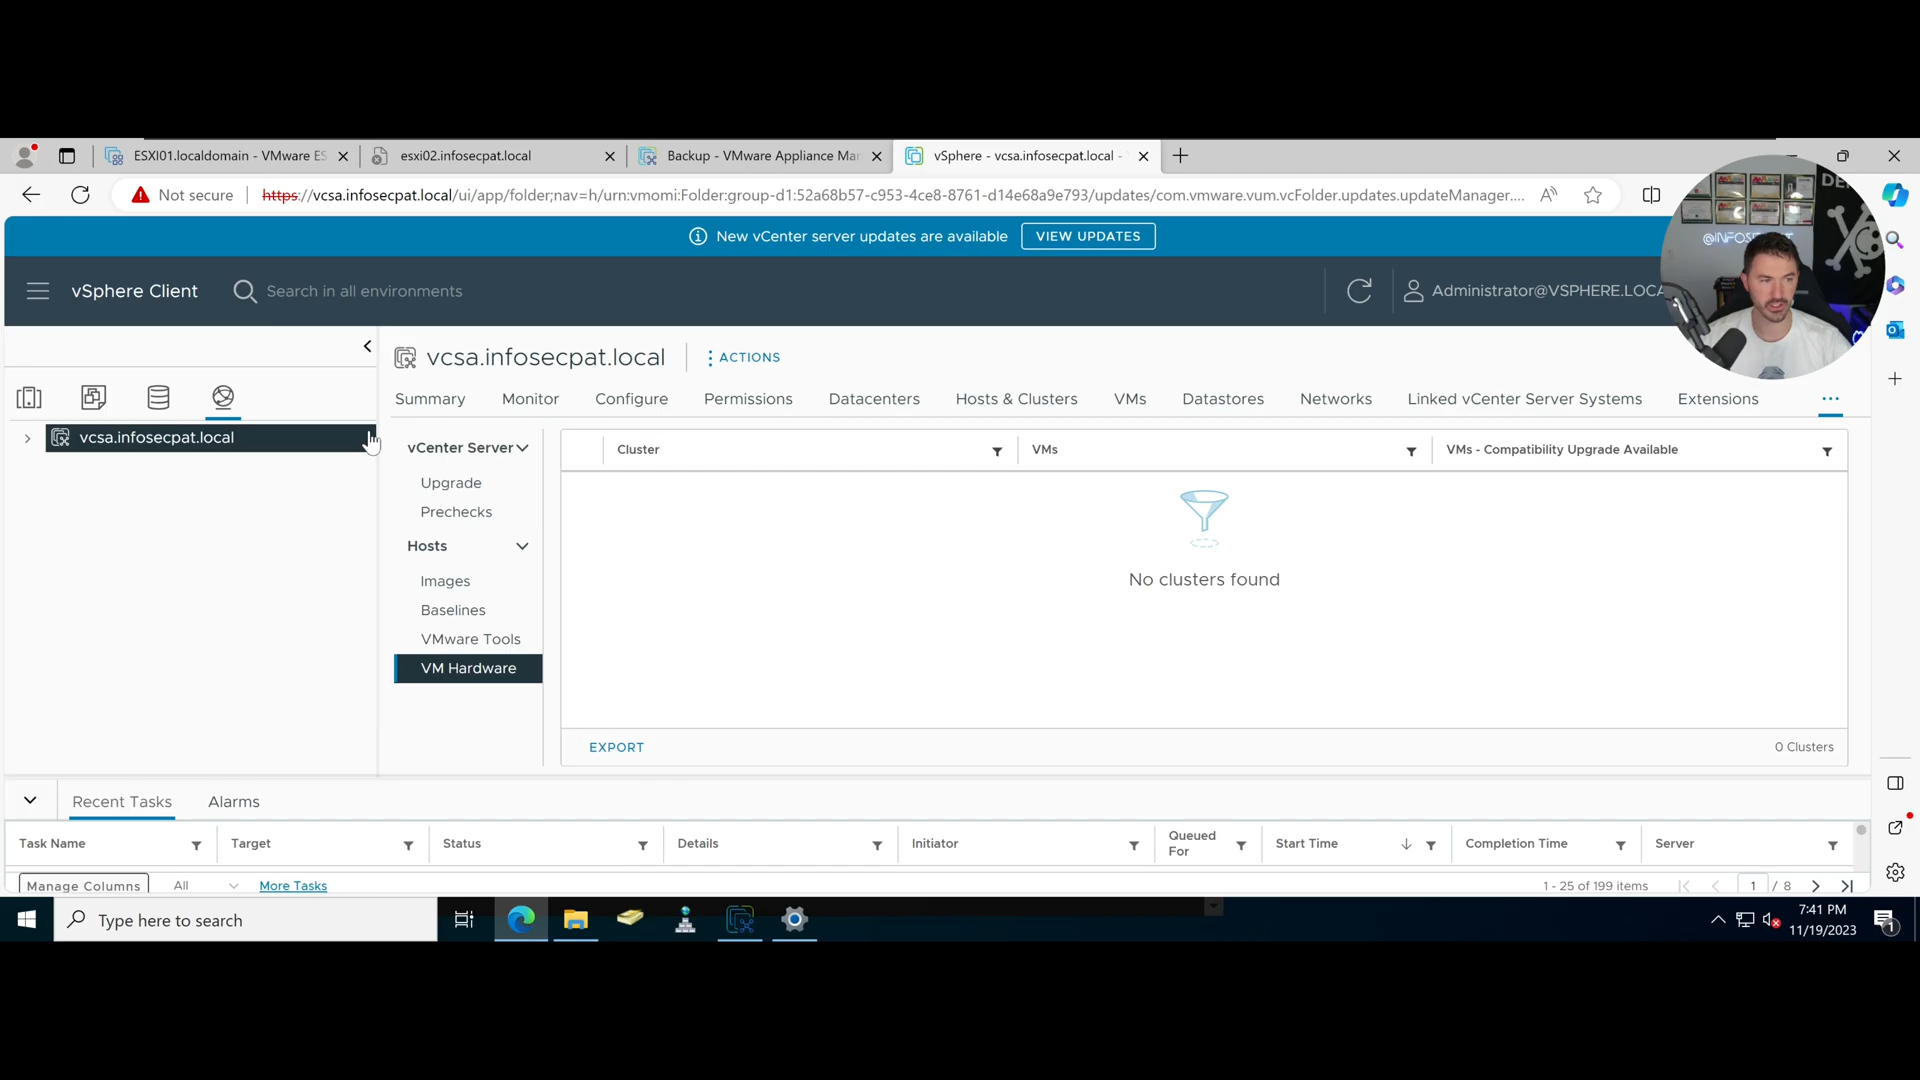 ESXI01.localdomain - VMware ES
esxi02.infosecpat.local
Backup - VMware Appliance Mar
vSphere - vcsa.infosecpat.local -
Not secure
https://vcsa.infosecpat.local/ui/app/folder;nav=h/urn:vmomi:Folder:group-d1:52a68b57-c953-4ce8-8761-d14e68a9e793/updates/com.vmware.vum.vcFolder.updates.updateManager....
New vCenter server updates are available
VIEW UPDATES
vSphere Client
Search in all environments
Administrator@VSPHERE.LOCA
vcsa.infosecpat.local
ACTIONS
Summary
Monitor
Configure
Permissions
Datacenters
Hosts & Clusters
VMs
Datastores
Networks
Linked vCenter Server Systems
Extensions
...
vcsa.infosecpat.local
vCenter Server
Upgrade
Prechecks
Hosts
Images
Baselines
VMware Tools
VM Hardware
Cluster
VMs
VMs - Compatibility Upgrade Available
No clusters found
EXPORT
0 Clusters
Recent Tasks
Alarms
Task Name
Target
Status
Details
Initiator
Queued
For
Start Time
Completion Time
Server
Manage Columns
All
More Tasks
1 - 25 of 199 items
1
/ 8
Type here to search
7:41 PM
11/19/2023
1